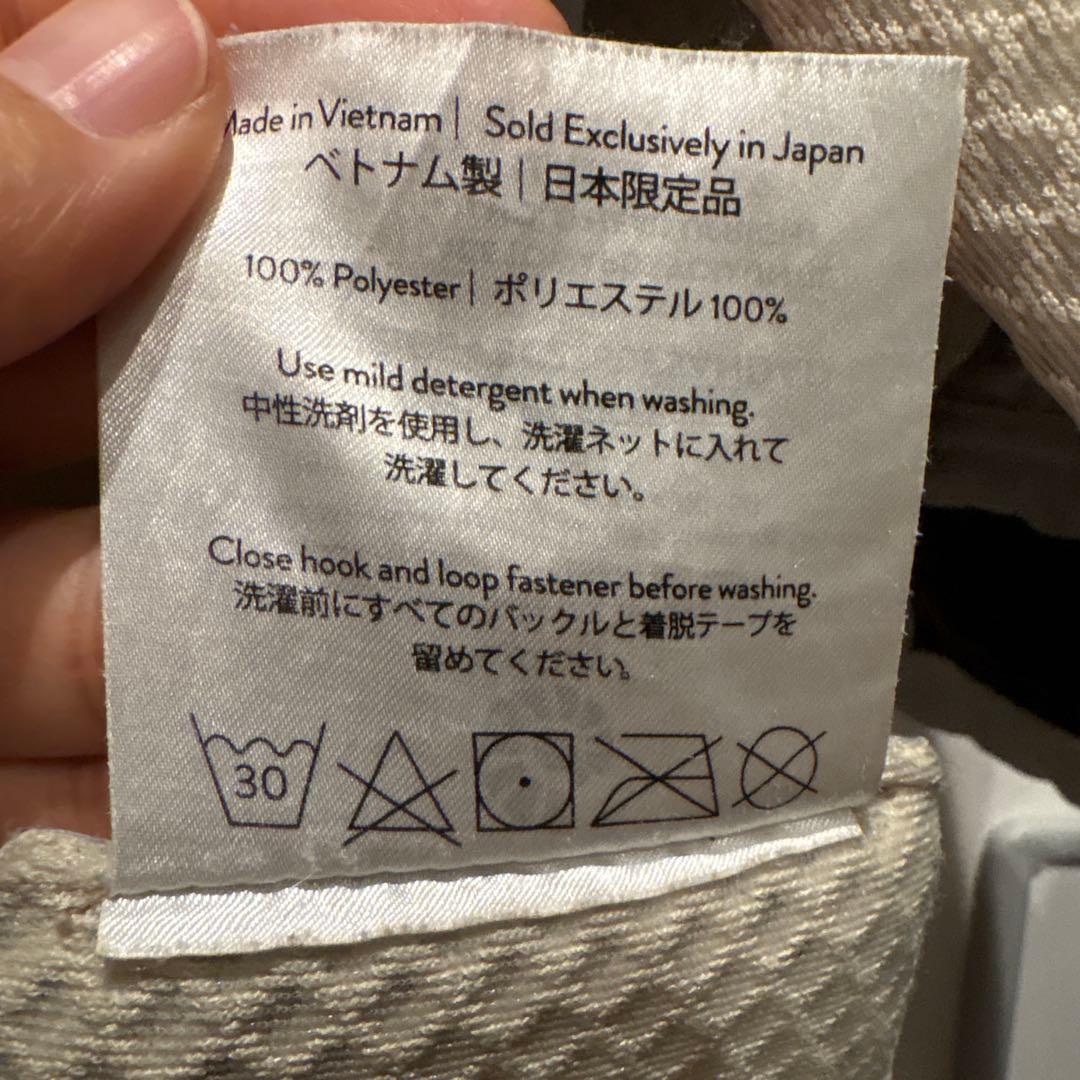 Made in Vietnam | Sold Exclusively in Japan
ベトナム製 | 日本限定品
100% Polyester | ポリエステル 100%
Use mild detergent when washing.
中性洗剤を使用し、洗濯ネットに入れて
洗濯してください。
Close hook and loop fastener before washing.
洗濯前にすべてのバックルと着脱テープを
留めてください。
30